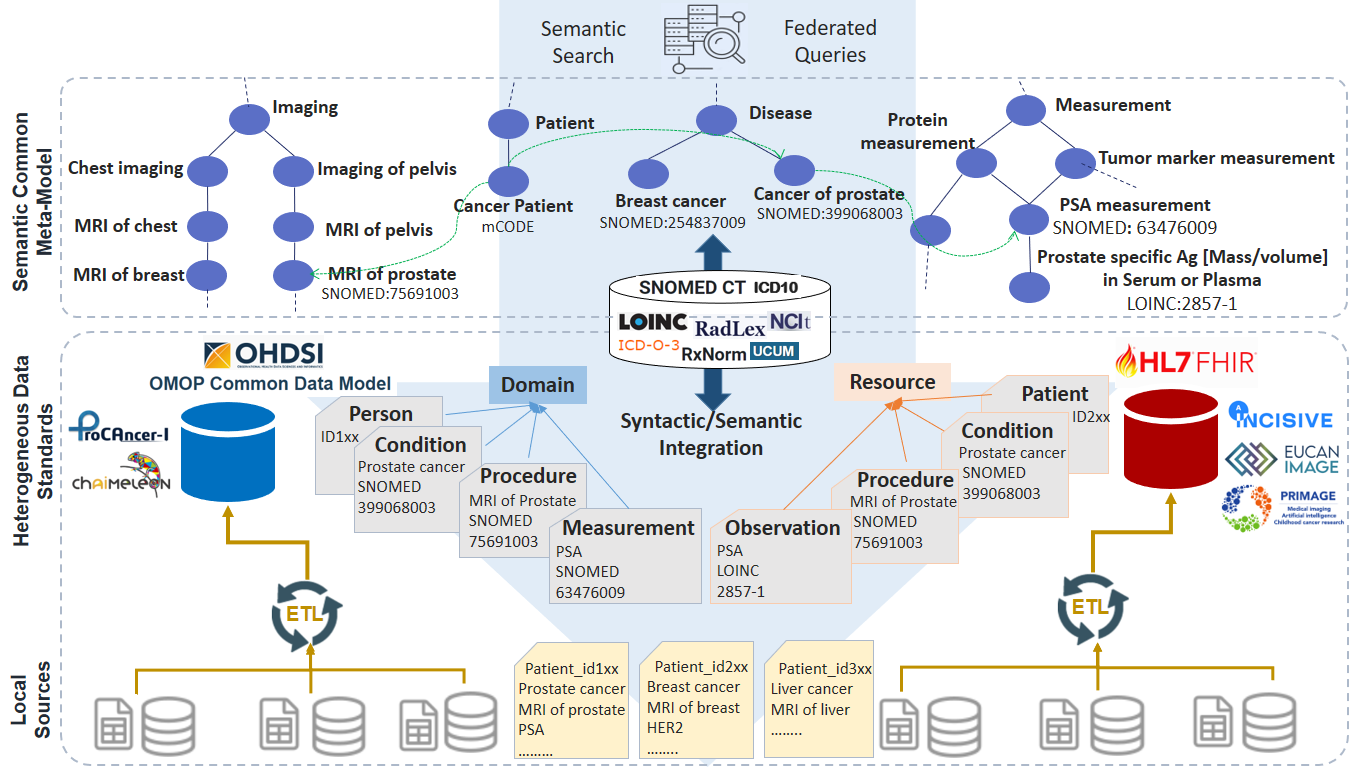 Semantic
Search
Federated
Queries
Semantic Common
Meta-Model
Imaging
Chest imaging
Imaging of pelvis
MRI of chest
MRI of pelvis
MRI of breast
MRI of prostate
SNOMED:75691003
Patient
Cancer Patient
mCODE
Disease
Breast cancer
SNOMED:254837009
Cancer of prostate
SNOMED:399068003
Measurement
Protein
measurement
Tumor marker measurement
PSA measurement
SNOMED: 63476009
Prostate specific Ag [Mass/volume]
in Serum or Plasma
LOINC:2857-1
SNOMED CT ICD10
LOINC RadLex NCIt
ICD-O-3 RxNorm UCUM
Syntactic/Semantic
Integration
Heterogeneous Data
Standards
OHDSI
OBSERVATIONAL HEALTH DATA SCIENCES AND INFORMATICS
OMOP Common Data Model
ProCAncer-I
CHAIMELEON
Domain
Person
ID1xx
Condition
Prostate cancer
SNOMED
399068003
Procedure
MRI of Prostate
SNOMED
75691003
Measurement
PSA
SNOMED
63476009
Resource
Patient
ID2xx
Condition
Prostate cancer
SNOMED
399068003
Procedure
MRI of Prostate
SNOMED
75691003
Observation
PSA
LOINC
2857-1
HL7 FHIR
INCISIVE
EUCAN
IMAGE
PRIMAGE
Medical imaging
Artificial intelligence
Childhood cancer research
ETL
ETL
Local
Sources
Patient_id1xx
Prostate cancer
MRI of prostate
PSA
.........
Patient_id2xx
Breast cancer
MRI of breast
HER2
........
Patient_id3xx
Liver cancer
MRI of liver
........